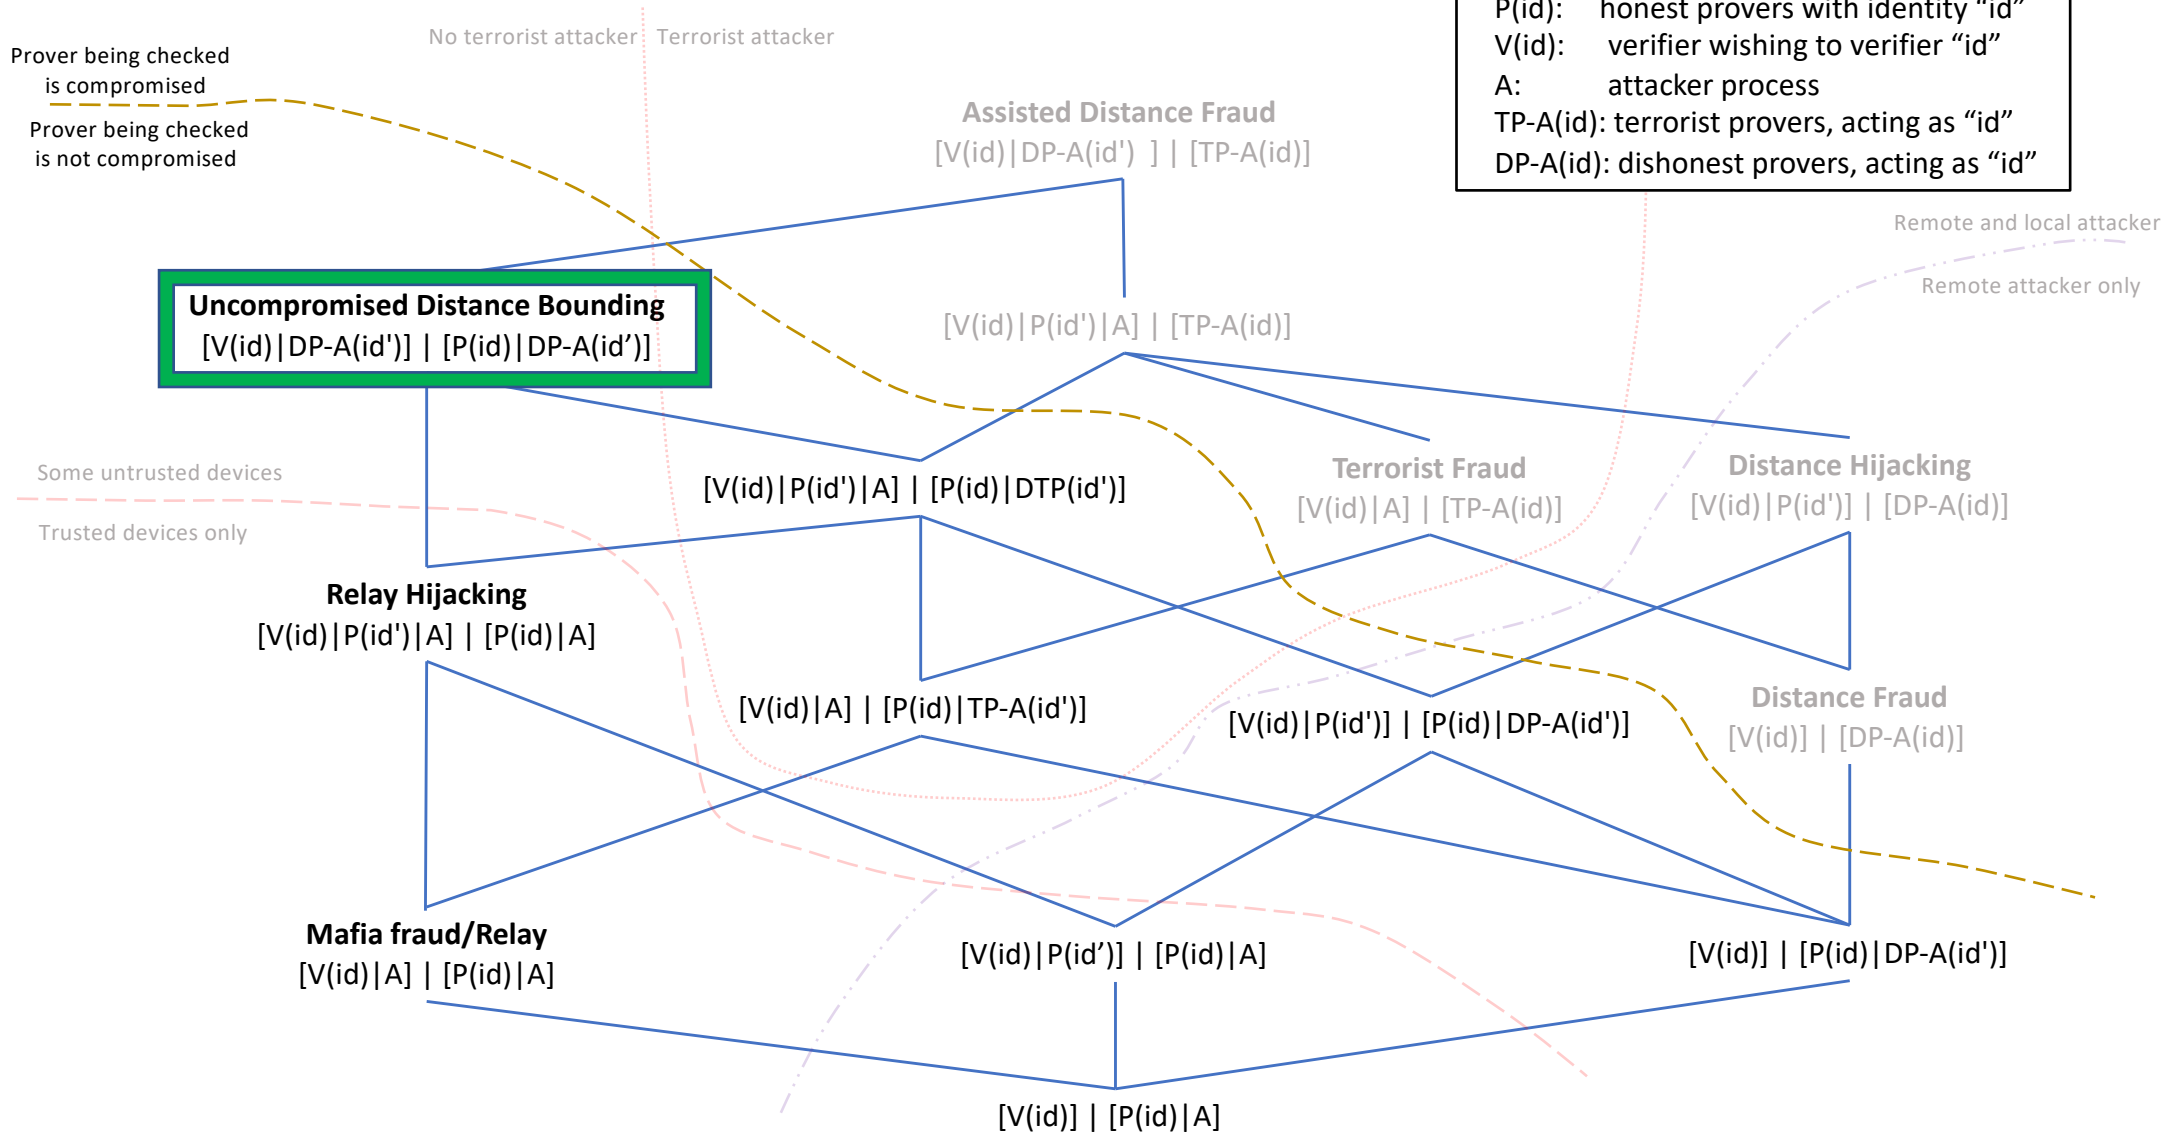 P(id): honest provers with identity “id”
V(id): verifier wishing to verifier “id”
A: attacker process
TP-A(id): terrorist provers, acting as “id”
DP-A(id): dishonest provers, acting as “id”
No terrorist attacker
Terrorist attacker
Prover being checked
is compromised
Prover being checked
is not compromised
Assisted Distance Fraud
[V(id)|DP-A(id') ] | [TP-A(id)]
Remote and local attacker
Remote attacker only
Uncompromised Distance Bounding
[V(id)|DP-A(id')] | [P(id)|DP-A(id’)]
[V(id)|P(id')|A] | [TP-A(id)]
Some untrusted devices
Trusted devices only
[V(id)|P(id')|A] | [P(id)|DTP(id')]
Terrorist Fraud
[V(id)|A] | [TP-A(id)]
Distance Hijacking
[V(id)|P(id')] | [DP-A(id)]
Relay Hijacking
[V(id)|P(id')|A] | [P(id)|A]
[V(id)|A] | [P(id)|TP-A(id')]
[V(id)|P(id')] | [P(id)|DP-A(id')]
Distance Fraud
[V(id)] | [DP-A(id)]
Mafia fraud/Relay
[V(id)|A] | [P(id)|A]
[V(id)|P(id’)] | [P(id)|A]
[V(id)] | [P(id)|DP-A(id')]
[V(id)] | [P(id)|A]